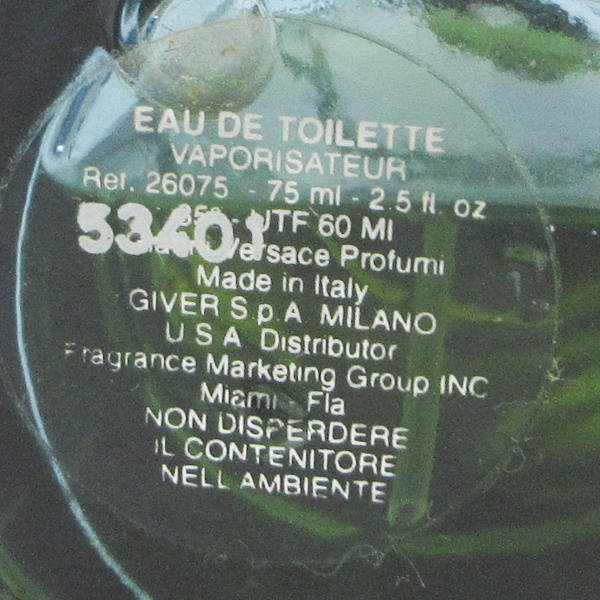 EAU DE TOILETTE
VAPORISATEUR
Ref. 26075 - 75 ml - 2.5 fl. oz
UTF 60 Ml
53401
Versace Profumi
Made in Italy
GIVER S.p.A MILANO
U S A Distributor
Fragrance Marketing Group INC
Miami Fla
NON DISPERDERE
IL CONTENITORE
NELL AMBIENTE